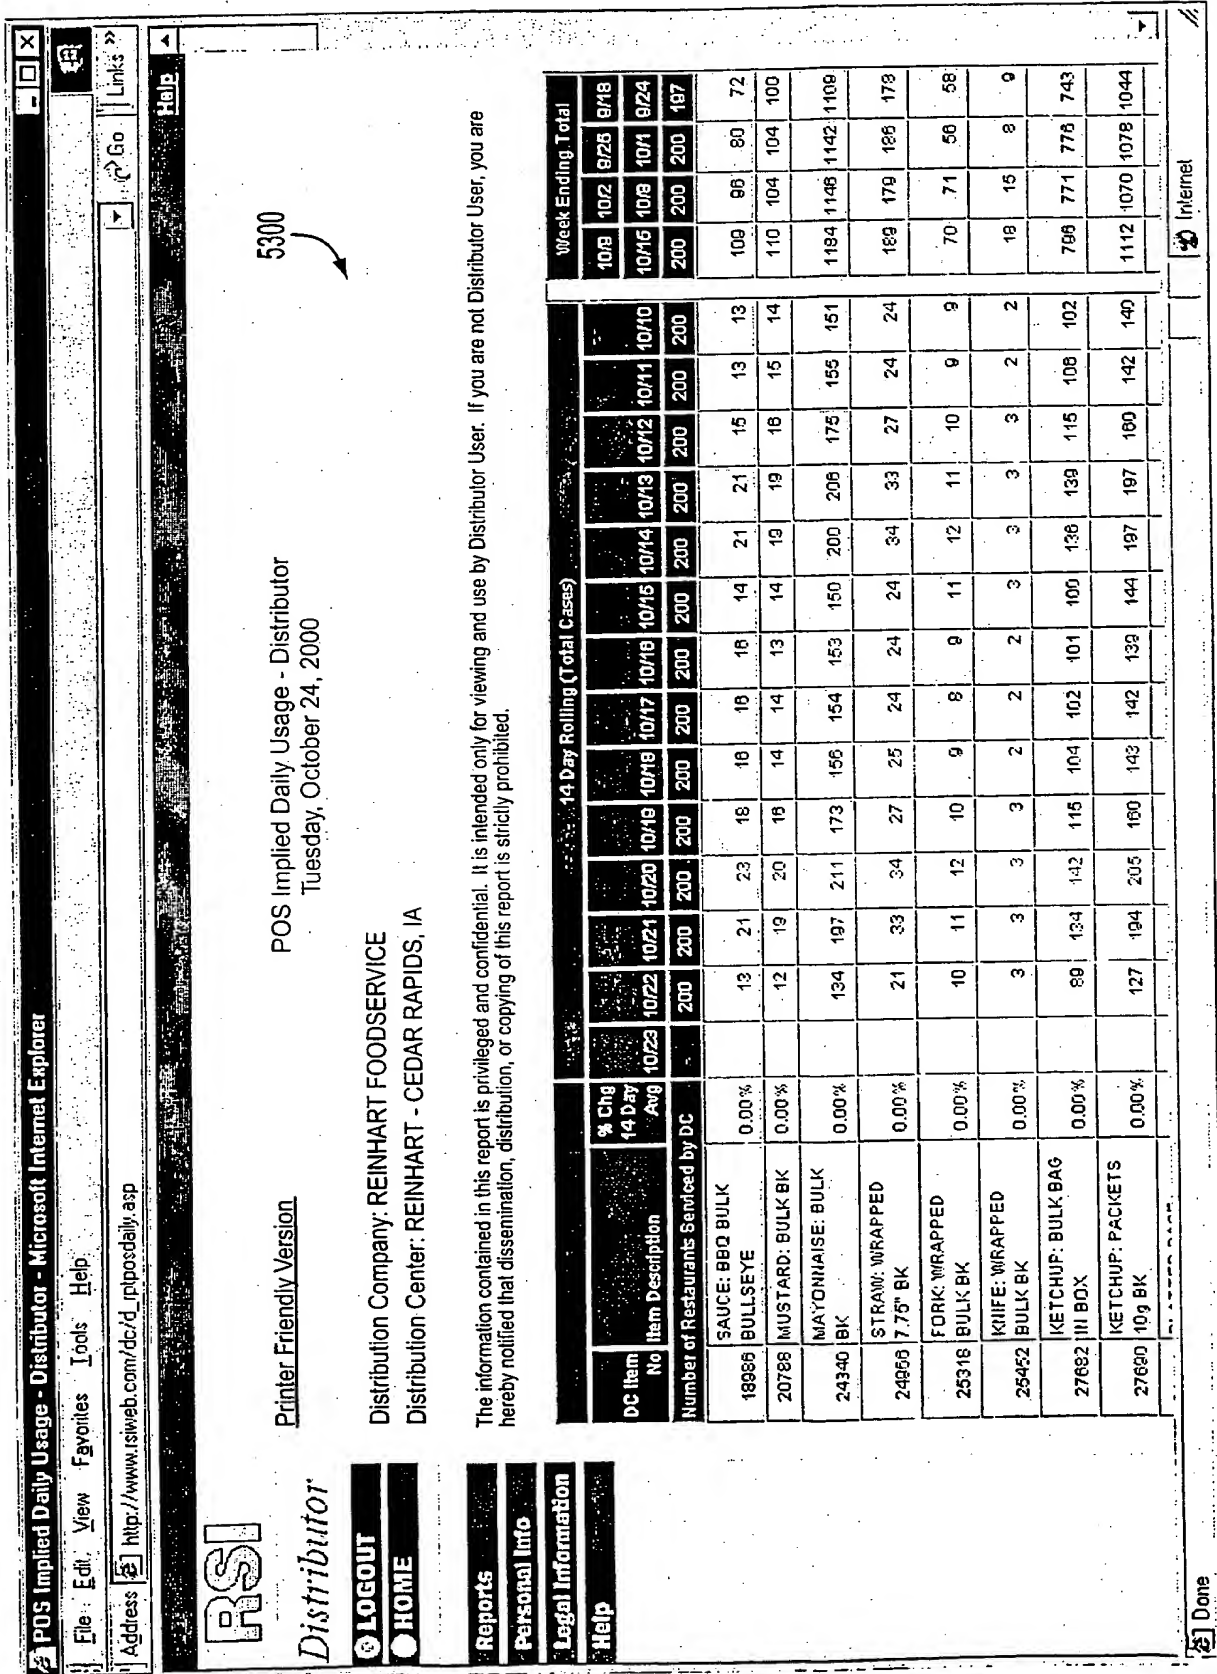 POS Implied Daily Usage - Distributor - Microsoft Internet Explorer
File Edit View Favorites Tools Help
Address http://www.rsiweb.com/dc/d_rptposdaily.asp Go Links »
Help
RSI
Distributor
LOGOUT
HOME
Reports
Personal Info
Legal Information
Help
Printer Friendly Version
POS Implied Daily Usage - Distributor
Tuesday, October 24, 2000
5300
Distribution Company: REINHART FOODSERVICE
Distribution Center: REINHART - CEDAR RAPIDS, IA
The information contained in this report is privileged and confidential. It is intended only for viewing and use by Distributor User. If you are not Distributor User, you are
hereby notified that dissemination, distribution, or copying of this report is strictly prohibited.
14 Day Rolling (Total Cases) Week Ending Total
10/9 10/2 9/26 9/18
DC Item No Item Description % Chg 14 Day Avg 10/23 10/22 10/21 10/20 10/19 10/18 10/17 10/16 10/15 10/14 10/13 10/12 10/11 10/10 10/15 10/8 10/1 9/24
Number of Restaurants Serviced by DC - 200 200 200 200 200 200 200 200 200 200 200 200 200 200 200 200 197
18986 SAUCE: BBQ BULK BULLSEYE 0.00% 13 21 23 18 16 16 16 14 21 21 15 13 13 109 96 80 72
20788 MUSTARD: BULK BK 0.00% 12 19 20 16 14 14 13 14 19 19 16 15 14 110 104 104 100
24340 MAYONNAISE: BULK BK 0.00% 134 197 211 173 156 154 153 150 200 206 175 155 151 1184 1146 1142 1109
24956 STRAW: WRAPPED 7.75" BK 0.00% 21 33 34 27 25 24 24 24 34 33 27 24 24 189 179 186 178
25318 FORK: WRAPPED BULK BK 0.00% 10 11 12 10 9 8 9 11 12 11 10 9 9 70 71 56 58
25452 KNIFE: WRAPPED BULK BK 0.00% 3 3 3 3 2 2 2 3 3 3 3 2 2 18 15 8 9
27682 KETCHUP: BULK BAG IN BOX 0.00% 89 134 142 115 104 102 101 100 136 139 115 106 102 796 771 776 743
27690 KETCHUP: PACKETS 10g BK 0.00% 127 194 205 160 143 142 139 144 197 197 160 142 140 1112 1070 1078 1044
Done Internet